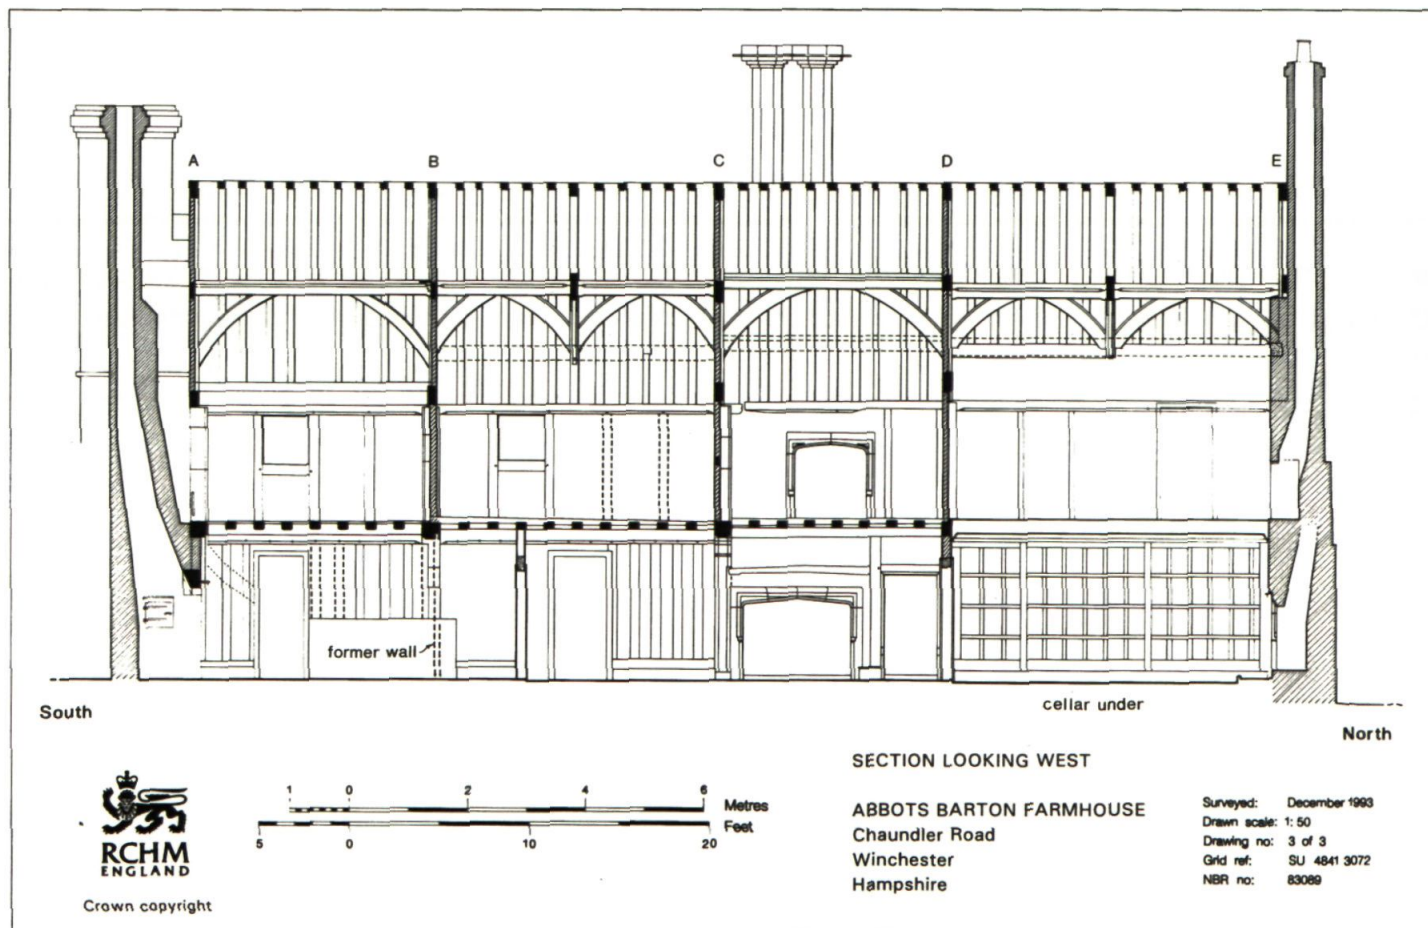 A B C D E
former wall
cellar under
South
North
SECTION LOOKING WEST
ABBOTS BARTON FARMHOUSE
Chaundler Road
Winchester
Hampshire
Surveyed: December 1993
Drawn scale: 1:50
Drawing no: 3 of 3
Grid ref: SU 4841 3072
NBR no: 83089
1 0 2 4 6 Metres
Feet
5 0 10 20
RCHM
ENGLAND
Crown copyright